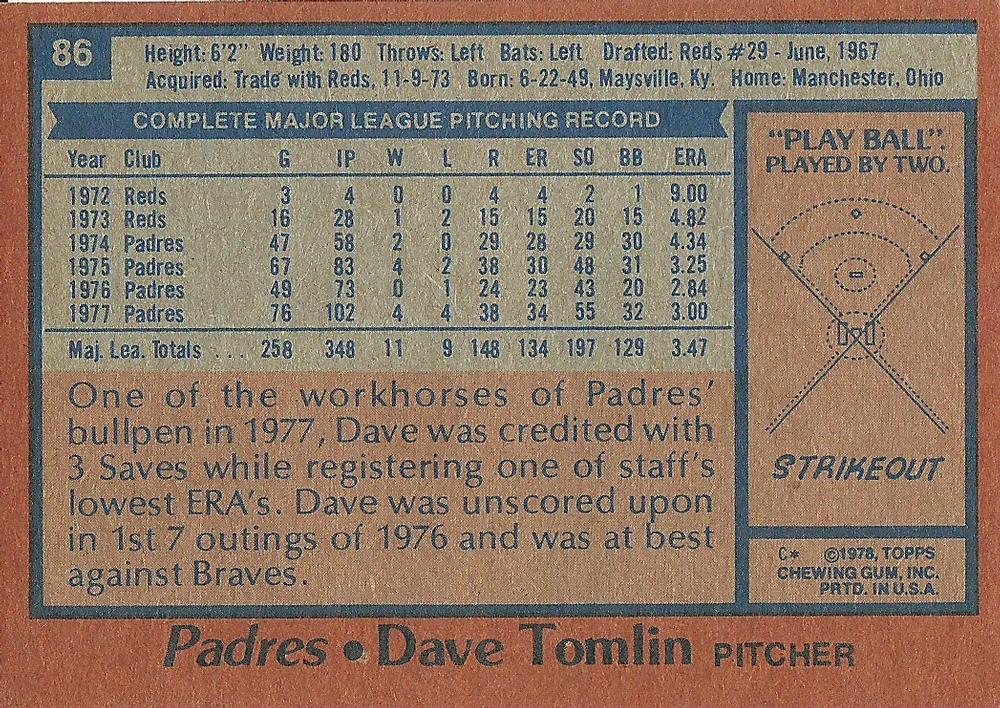 86
Height: 6'2" Weight: 180 Throws: Left Bats: Left Drafted: Reds #29 - June, 1967
Acquired: Trade with Reds, 11-9-73 Born: 6-22-49, Maysville, Ky. Home: Manchester, Ohio
COMPLETE MAJOR LEAGUE PITCHING RECORD
Year Club G IP W L R ER SO BB ERA
1972 Reds 3 4 0 0 4 4 2 1 9.00
1973 Reds 16 28 1 2 15 15 20 15 4.82
1974 Padres 47 58 2 0 29 28 29 30 4.34
1975 Padres 67 83 4 2 38 30 48 31 3.25
1976 Padres 49 73 0 1 24 23 43 20 2.84
1977 Padres 76 102 4 4 38 34 55 32 3.00
Maj. Lea. Totals ... 258 348 11 9 148 134 197 129 3.47
One of the workhorses of Padres'
bullpen in 1977, Dave was credited with
3 Saves while registering one of staff's
lowest ERA's. Dave was unscored upon
in 1st 7 outings of 1976 and was at best
against Braves.
"PLAY BALL".
PLAYED BY TWO.
STRIKEOUT
C* ©1978, TOPPS
CHEWING GUM, INC.
PRTD. IN U.S.A.
Padres • Dave Tomlin PITCHER